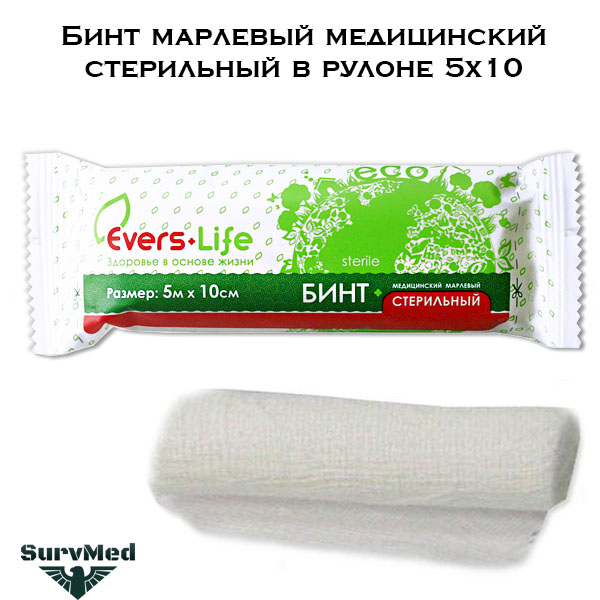 Бинт марлевый медицинский
стерильный в рулоне 5x10
eco
Evers Life
Здоровье в основе жизни
sterile
Размер: 5м x 10см
БИНТ
медицинский марлевый
СТЕРИЛЬНЫЙ
SurvMed